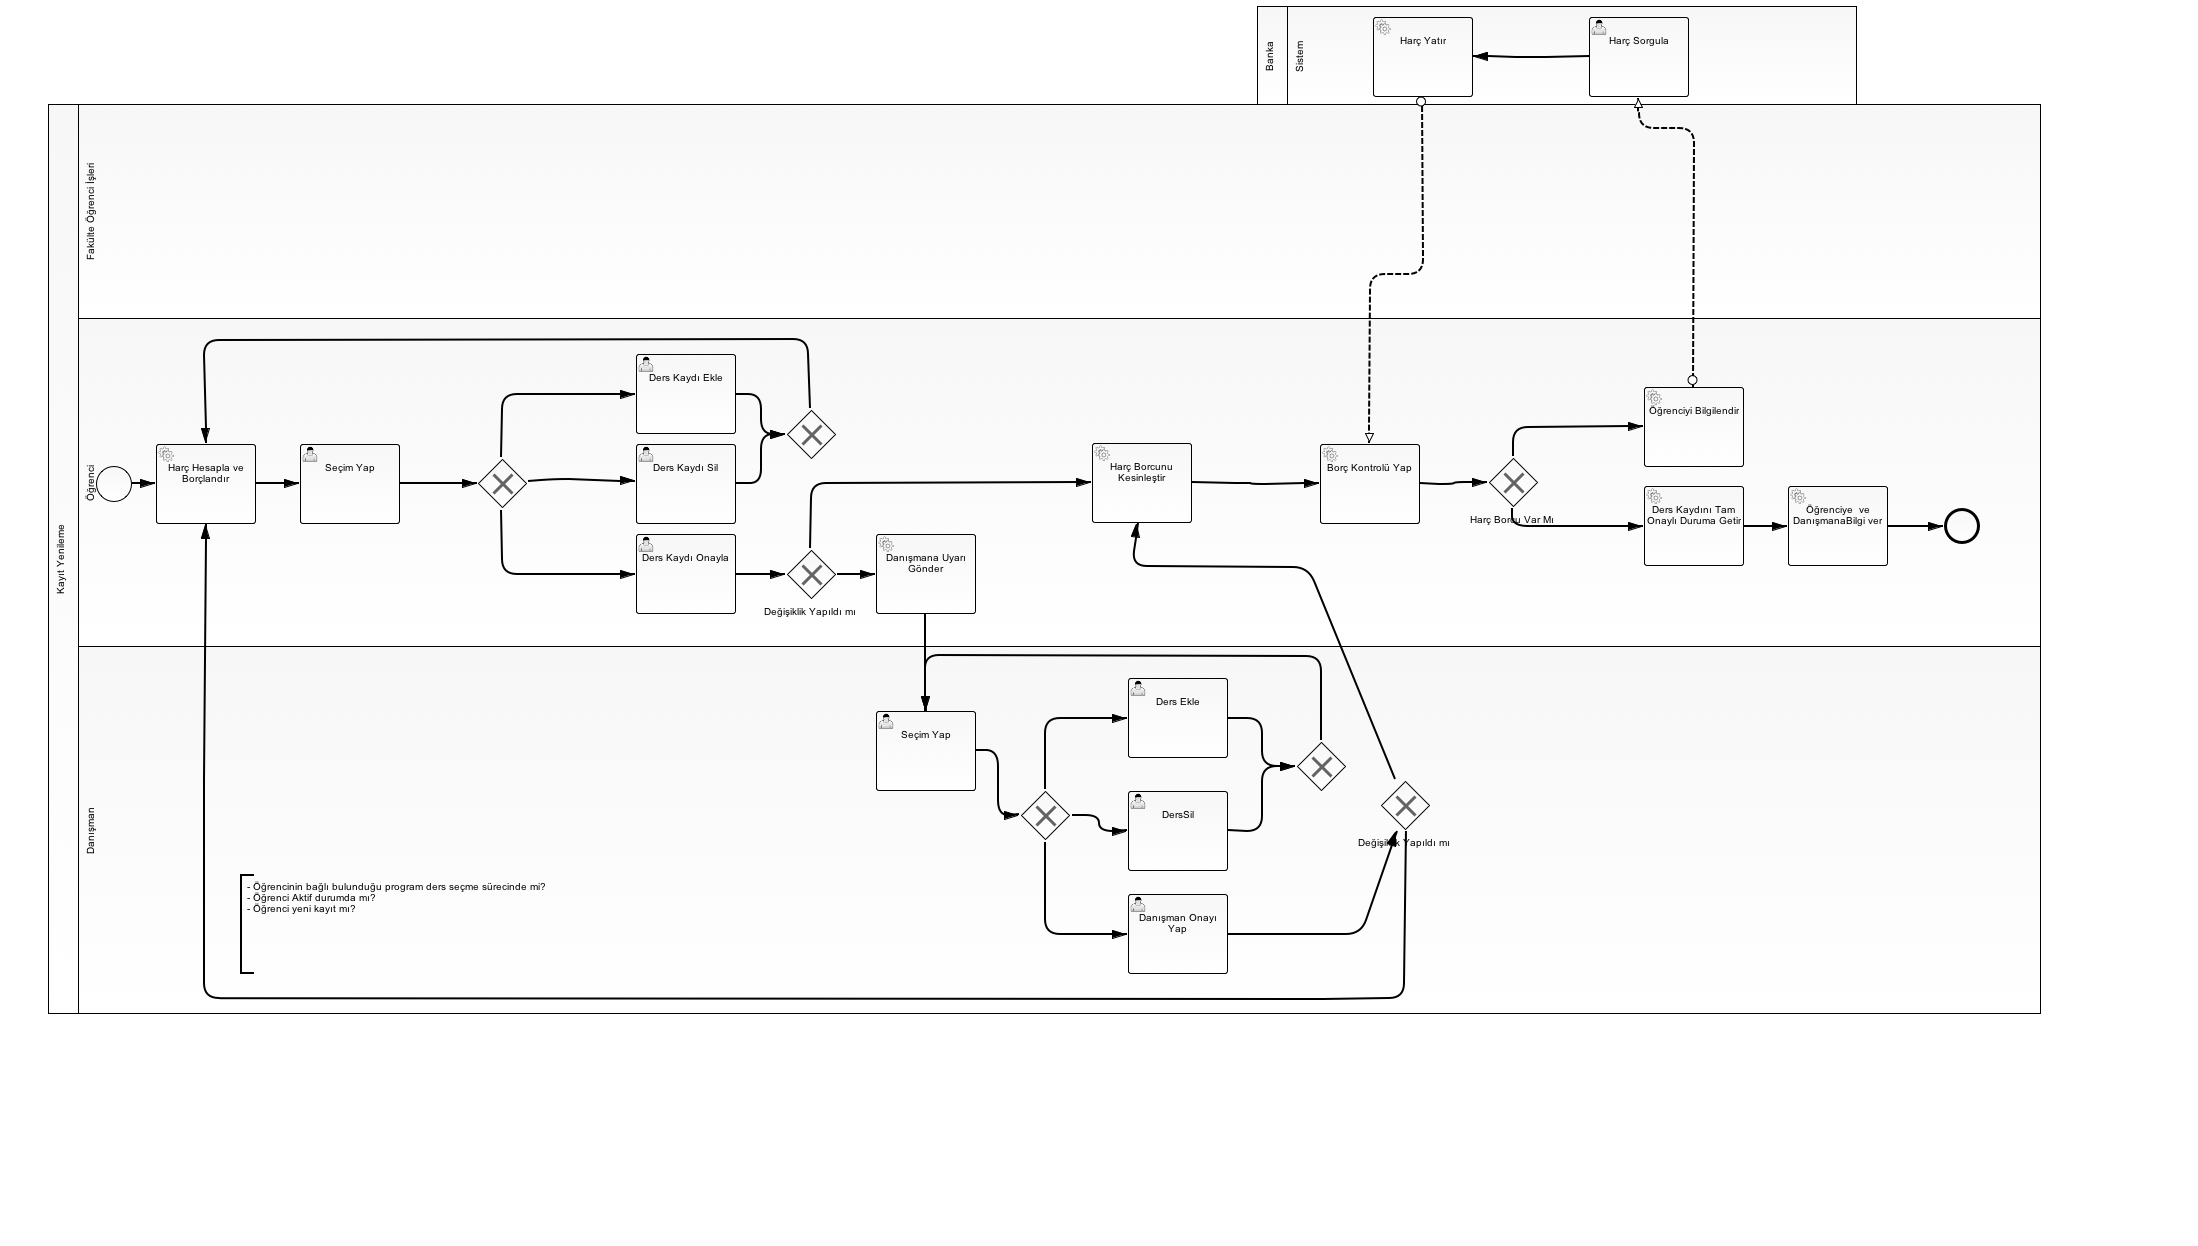 Banka
Sistem
Harç Yatır
Harç Sorgula
Kayıt Yenileme
Fakülte Öğrenci İşleri
Öğrenci
Harç Hesapla ve
Borçlandır
Seçim Yap
Ders Kaydı Ekle
Ders Kaydı Sil
Ders Kaydı Onayla
Değişiklik Yapıldı mı
Danışmana Uyarı
Gönder
Harç Borcunu
Kesinleştir
Borç Kontrolü Yap
Harç Borcu Var Mı
Öğrenciyi Bilgilendir
Ders Kaydını Tam
Onaylı Duruma Getir
Öğrenciye ve
DanışmanaBilgi ver
Danışman
Seçim Yap
Ders Ekle
DersSil
Danışman Onayı
Yap
Değişiklik Yapıldı mı
- Öğrencinin bağlı bulunduğu program ders seçme sürecinde mi?
- Öğrenci Aktif durumda mı?
- Öğrenci yeni kayıt mı?